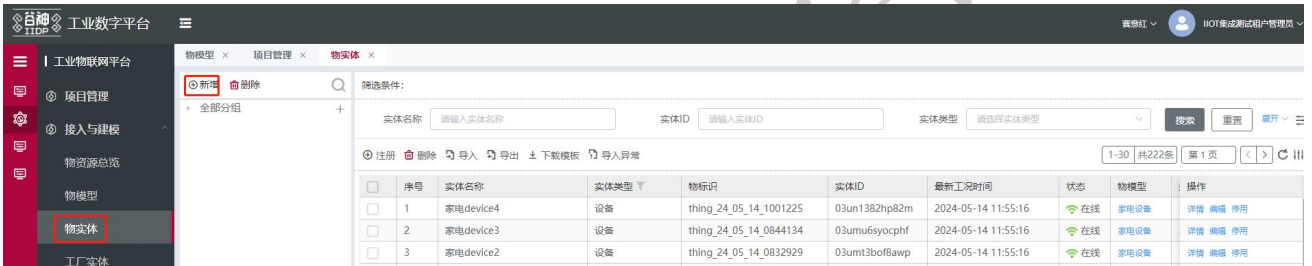 谷神 IIDP 工业数字平台 IIOT集成测试租户管理员
工业物联网平台
物模型 × 项目管理 × 物实体 ×
项目管理
接入与建模
物资源总览
物模型
物实体
工厂实体
新增 删除
全部分组 +
筛选条件:
实体名称 请输入实体名称 实体ID 请输入实体ID 实体类型 请选择实体类型 搜索 重置 展开
注册 删除 导入 导出 下载模板 导入异常 1-30 共222条 第1页 < >
序号 实体名称 实体类型 物标识 实体ID 最新工况时间 状态 物模型 操作
1 家电device4 设备 thing_24_05_14_1001225 03un1382hp82m 2024-05-14 11:55:16 在线 家电设备 详情 编辑 停用
2 家电device3 设备 thing_24_05_14_0844134 03umu6syocphf 2024-05-14 11:55:16 在线 家电设备 详情 编辑 停用
3 家电device2 设备 thing_24_05_14_0832929 03umt3bof8awp 2024-05-14 11:55:16 在线 家电设备 详情 编辑 停用